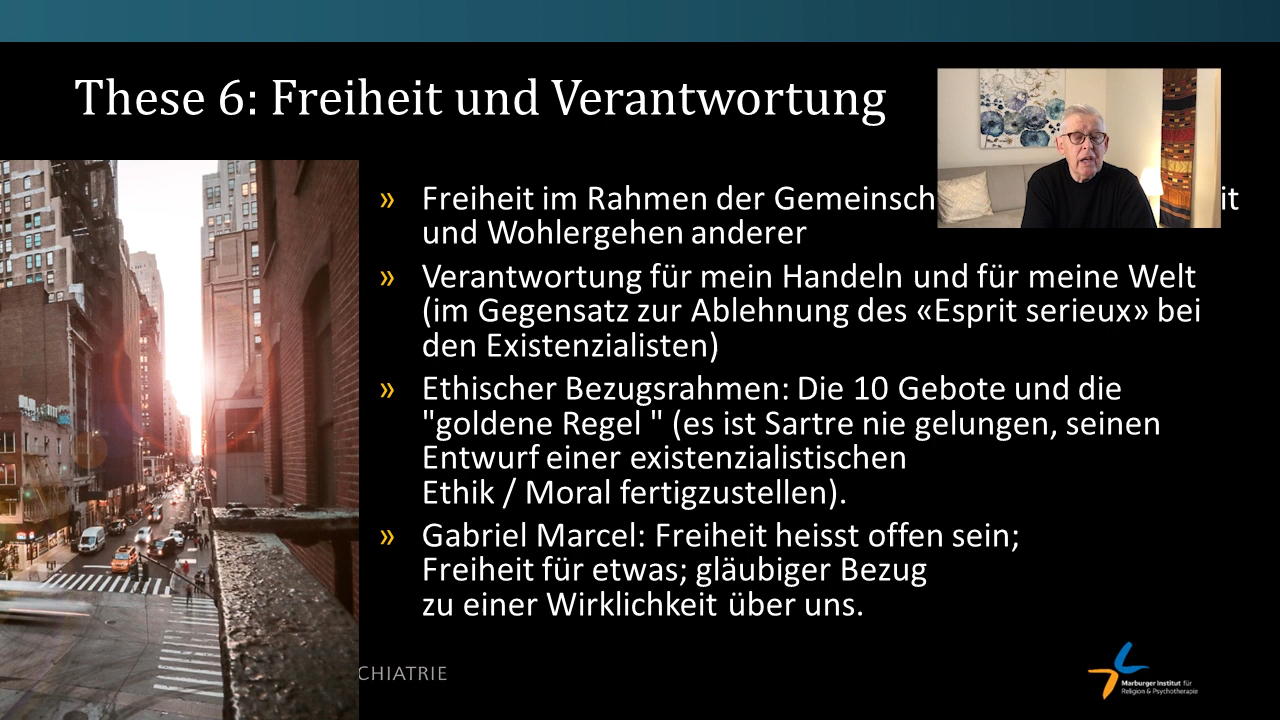 These 6: Freiheit und Verantwortung
» Freiheit im Rahmen der Gemeinsch it
und Wohlergehen anderer
» Verantwortung für mein Handeln und für meine Welt
(im Gegensatz zur Ablehnung des «Esprit serieux» bei
den Existenzialisten)
» Ethischer Bezugsrahmen: Die 10 Gebote und die
"goldene Regel " (es ist Sartre nie gelungen, seinen
Entwurf einer existenzialistischen
Ethik / Moral fertigzustellen).
» Gabriel Marcel: Freiheit heisst offen sein;
Freiheit für etwas; gläubiger Bezug
zu einer Wirklichkeit über uns.
CHIATRIE
Marburger Institut für
Religion & Psychotherapie